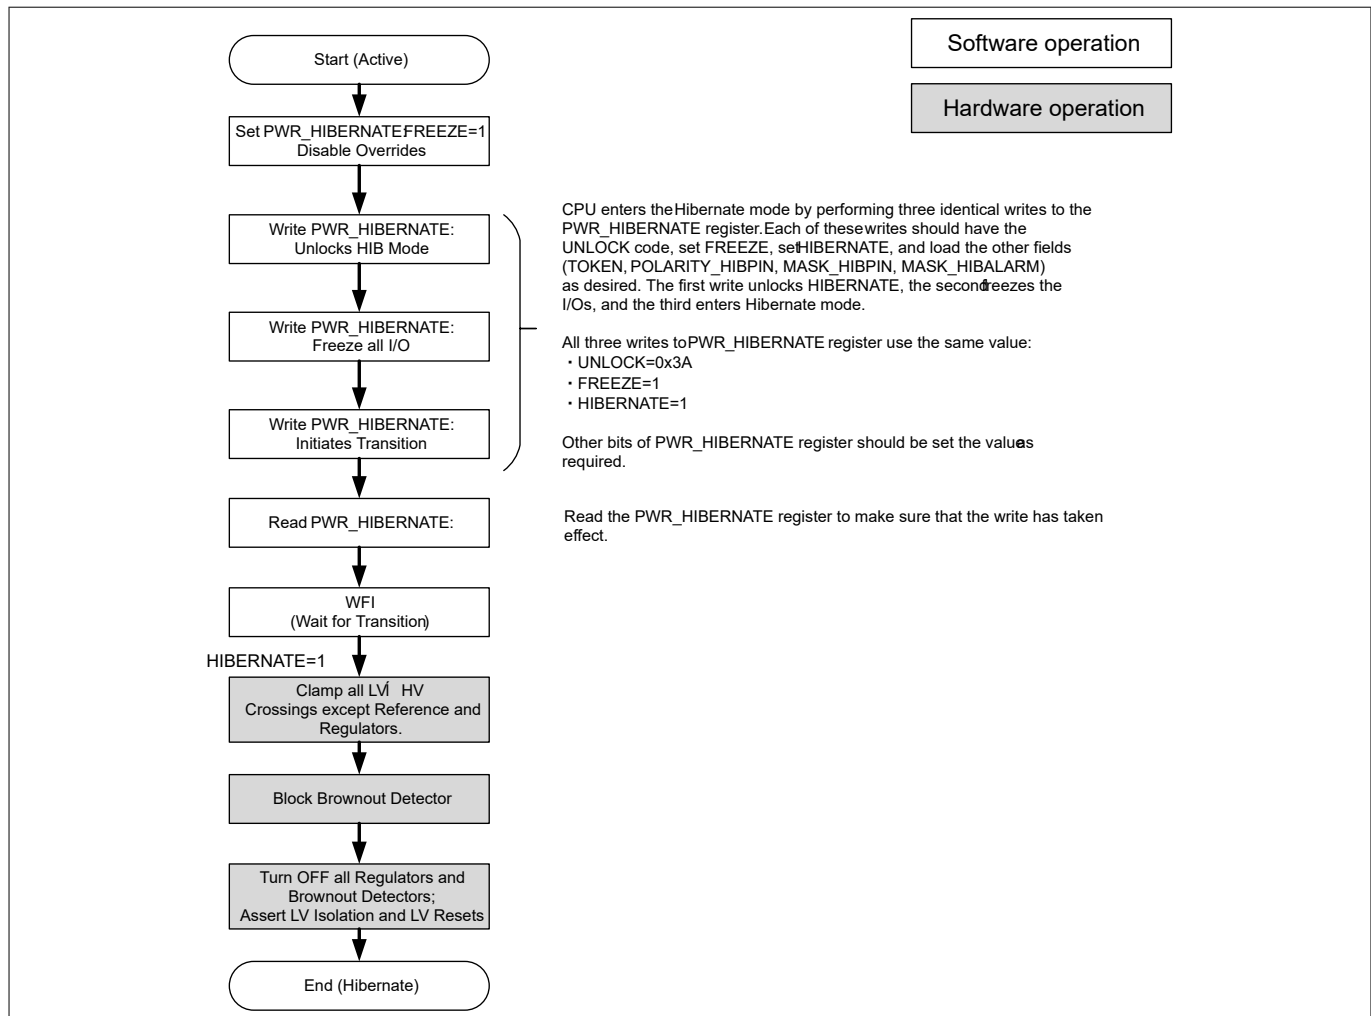 Start (Active)
Software operation
Hardware operation
Set PWR_HIBERNATE:FREEZE=1
Disable Overrides
Write PWR_HIBERNATE:
Unlocks HIB Mode
Write PWR_HIBERNATE:
Freeze all I/O
Write PWR_HIBERNATE:
Initiates Transition
CPU enters the Hibernate mode by performing three identical writes to the
PWR_HIBERNATE register. Each of these writes should have the
UNLOCK code, set FREEZE, set HIBERNATE, and load the other fields
(TOKEN, POLARITY_HIBPIN, MASK_HIBPIN, MASK_HIBALARM)
as desired. The first write unlocks HIBERNATE, the second freezes the
I/Os, and the third enters Hibernate mode.
All three writes to PWR_HIBERNATE register use the same value:
・UNLOCK=0x3A
・FREEZE=1
・HIBERNATE=1
Other bits of PWR_HIBERNATE register should be set the value as
required.
Read PWR_HIBERNATE:
Read the PWR_HIBERNATE register to make sure that the write has taken
effect.
WFI
(Wait for Transition)
HIBERNATE=1
Clamp all LVÍ HV
Crossings except Reference and
Regulators.
Block Brownout Detector
Turn OFF all Regulators and
Brownout Detectors;
Assert LV Isolation and LV Resets
End (Hibernate)